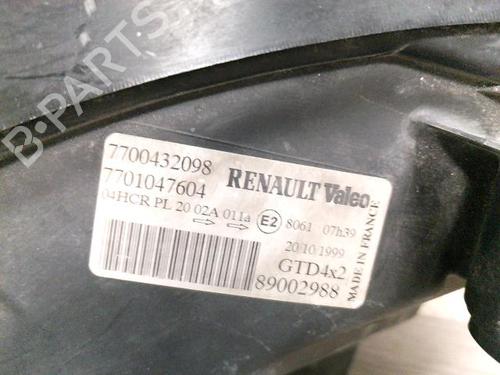 B-PARTS
7700432098
7701047604
RENAULT Valeo
04HCR PL 20 02A 011a E2 8061 07h39
20/10/1999
GTD4x2
89002988
MADE IN FRANCE